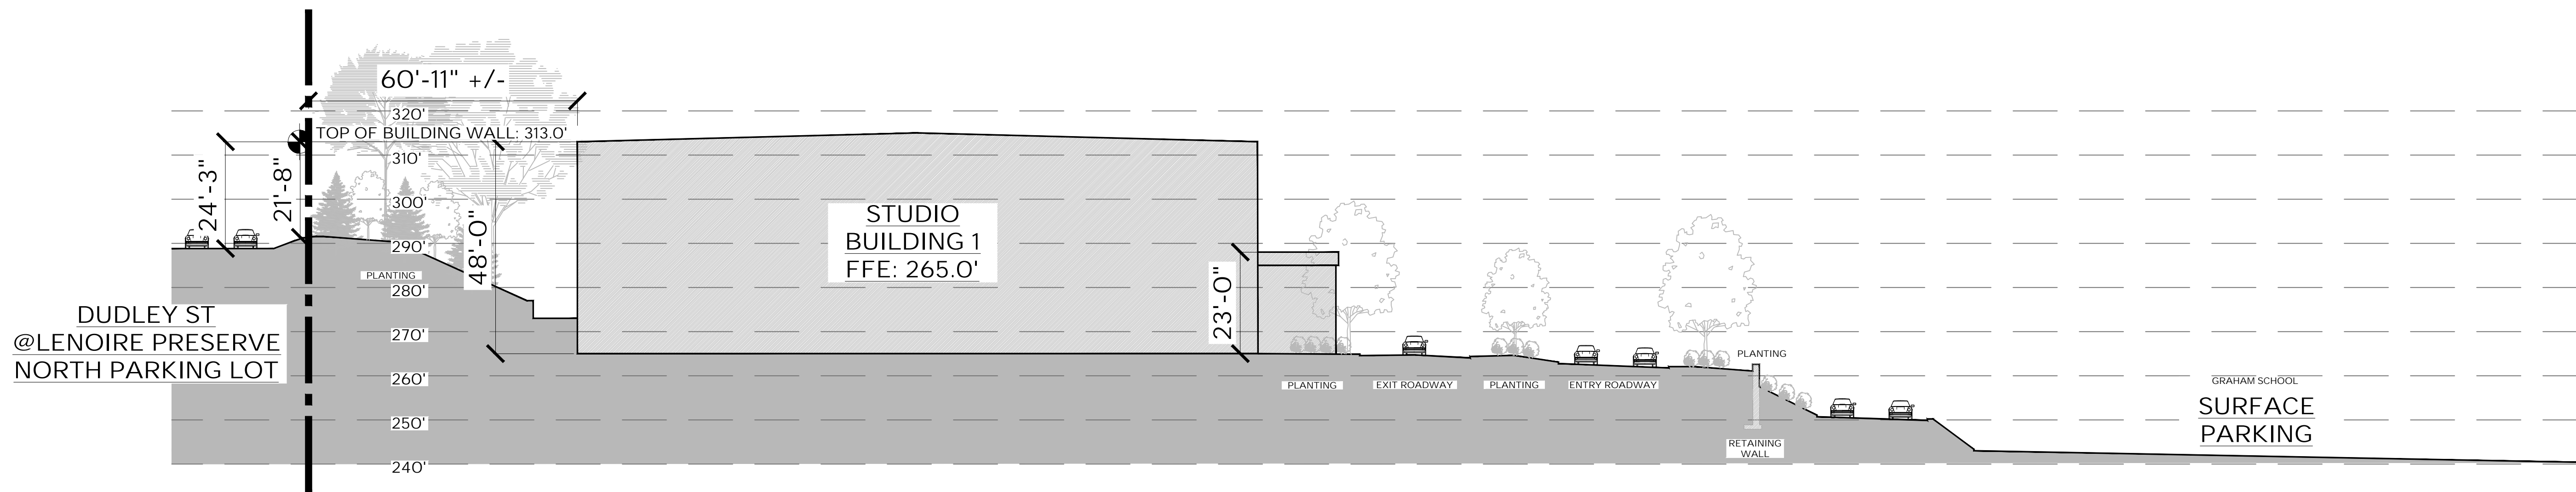 60'-11" +/-
320'
TOP OF BUILDING WALL: 313.0'
310'
24'-3"
21'-8"
300'
290'
48'-0"
PLANTING
280'
270'
260'
250'
240'
DUDLEY ST
@LENOIRE PRESERVE
NORTH PARKING LOT
STUDIO
BUILDING 1
FFE: 265.0'
23'-0"
PLANTING
EXIT ROADWAY
PLANTING
ENTRY ROADWAY
PLANTING
RETAINING
WALL
GRAHAM SCHOOL
SURFACE
PARKING